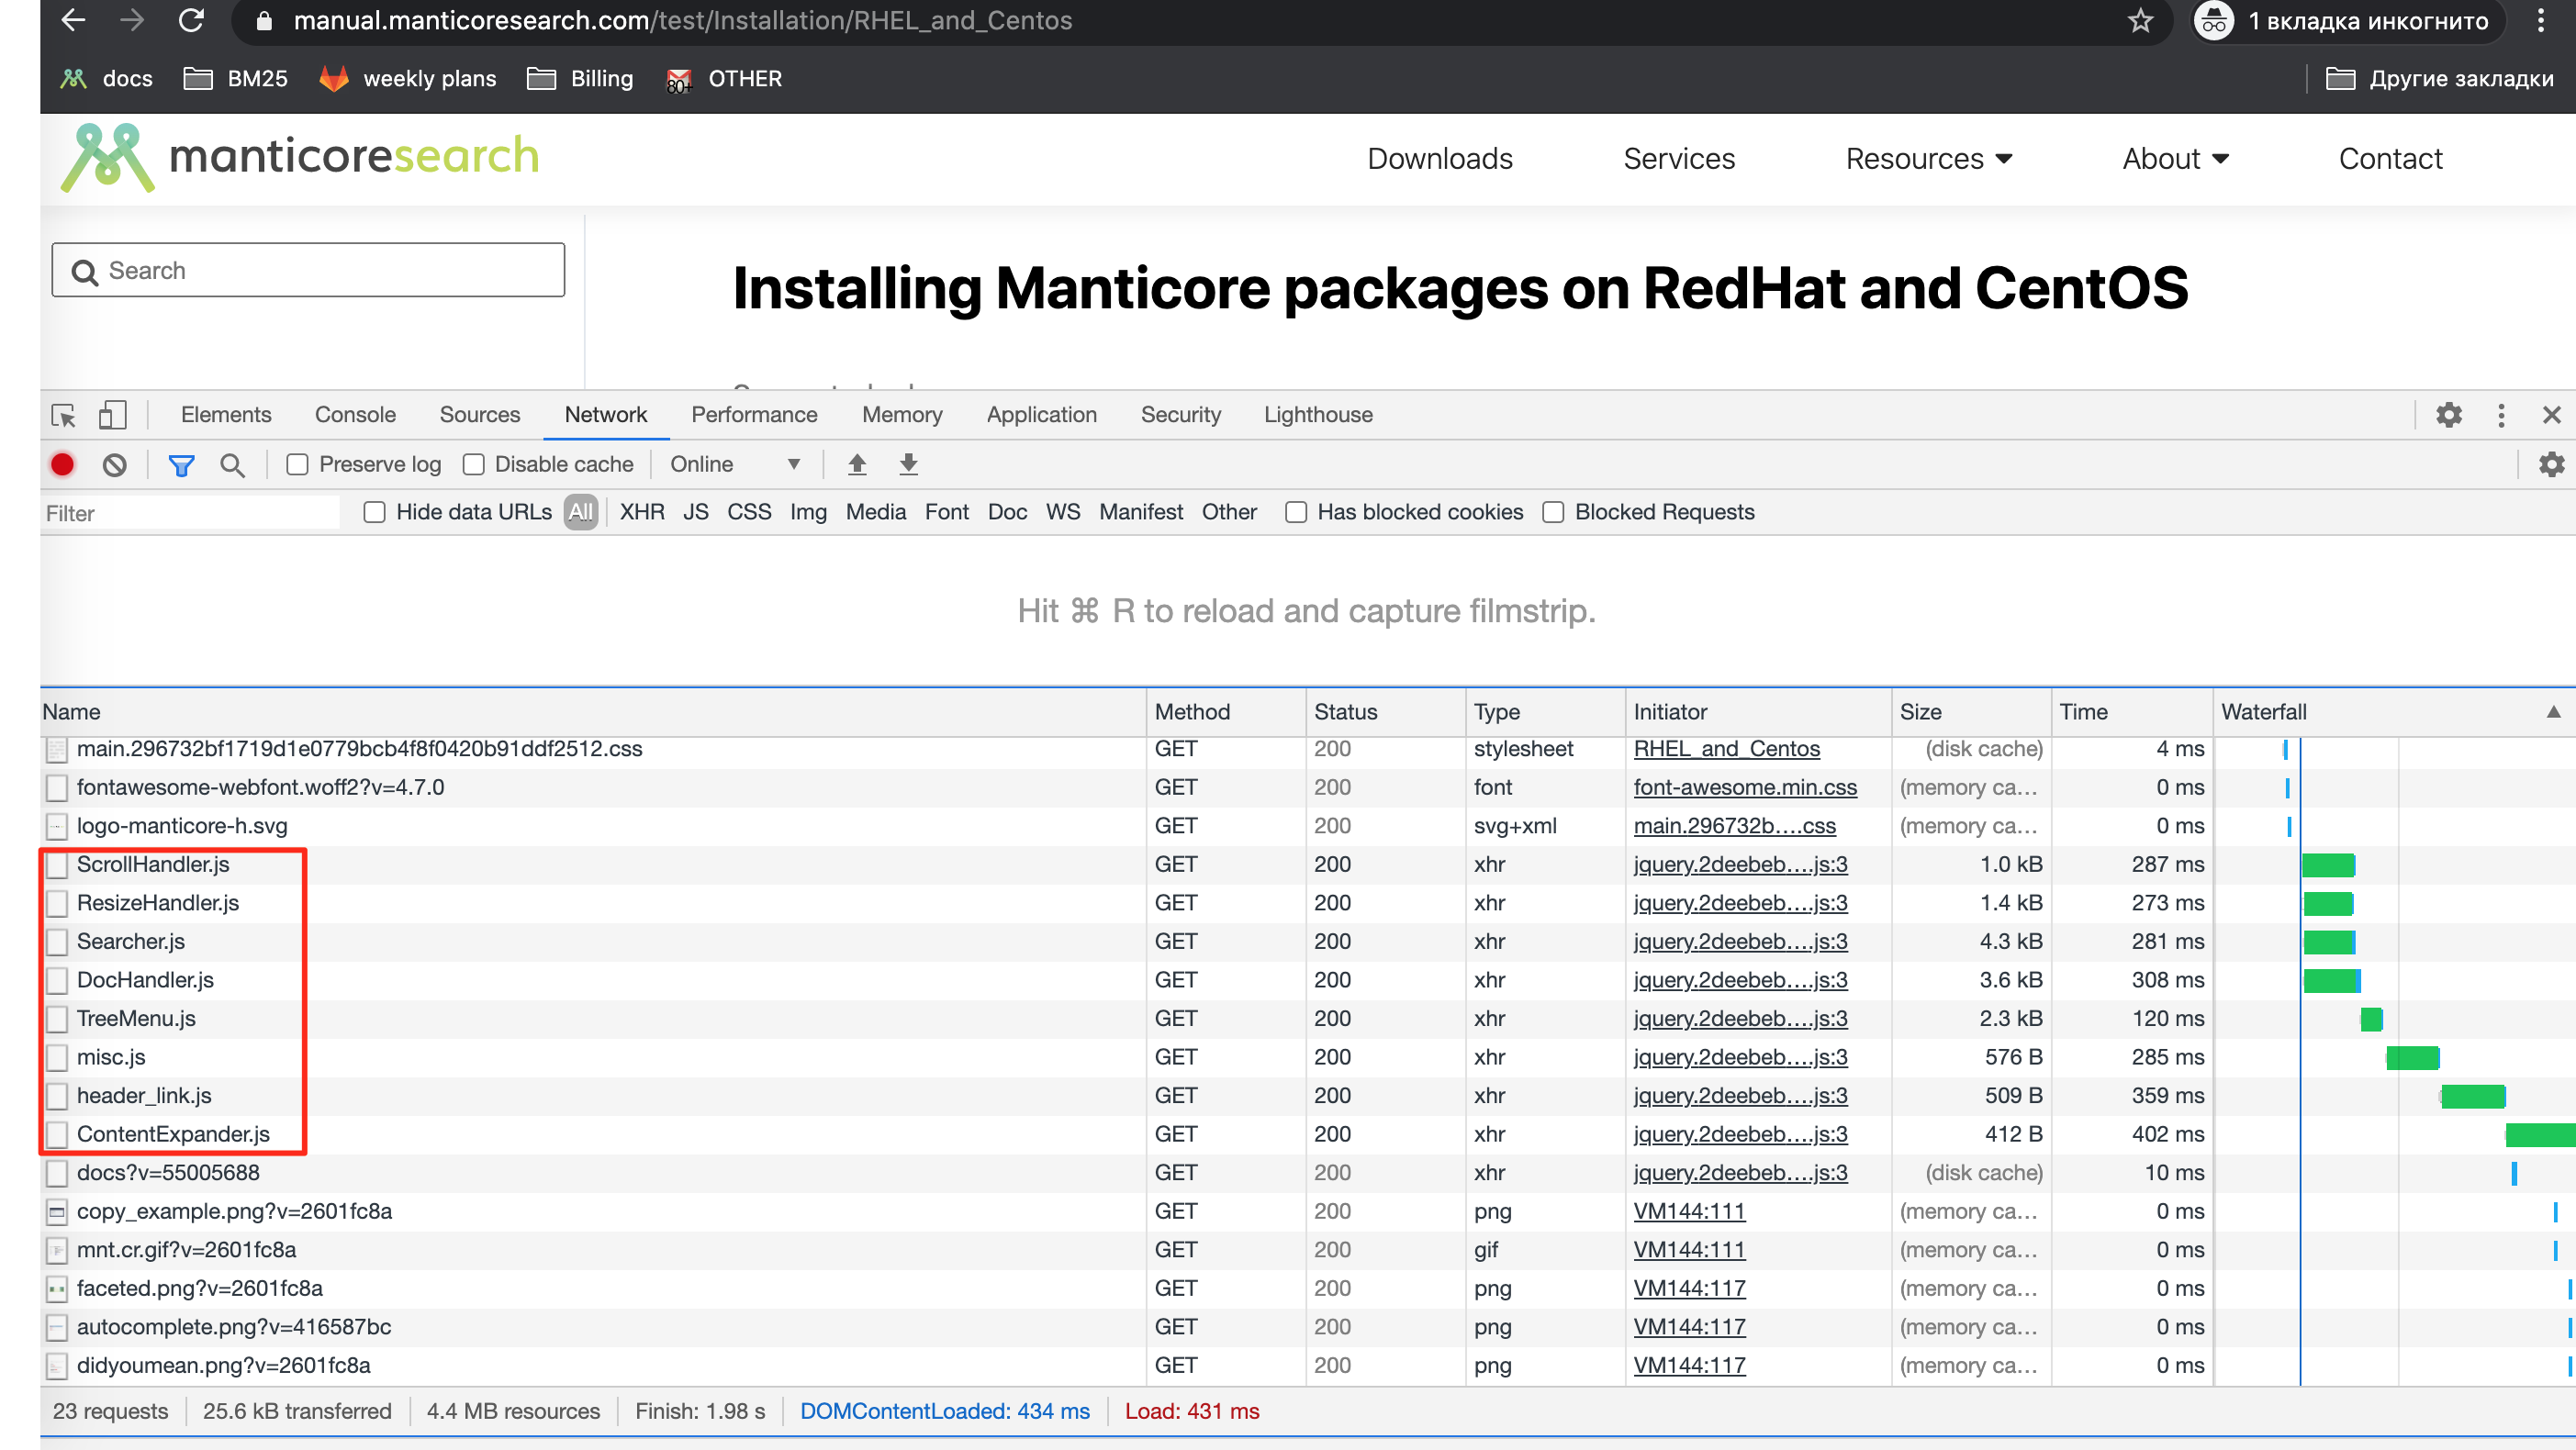 manual.manticoresearch.com/test/Installation/RHEL_and_Centos 1 вкладка инкогнито
docs BM25 weekly plans Billing 80+ OTHER Другие закладки
manticoresearch Downloads Services Resources About Contact
Search
Installing Manticore packages on RedHat and CentOS
Elements Console Sources Network Performance Memory Application Security Lighthouse
Preserve log Disable cache Online
Filter Hide data URLs All XHR JS CSS Img Media Font Doc WS Manifest Other Has blocked cookies Blocked Requests
Hit ⌘ R to reload and capture filmstrip.
Name Method Status Type Initiator Size Time Waterfall
main.296732bf1719d1e0779bcb4f8f0420b91ddf2512.css GET 200 stylesheet RHEL_and_Centos (disk cache) 4 ms
fontawesome-webfont.woff2?v=4.7.0 GET 200 font font-awesome.min.css (memory ca… 0 ms
logo-manticore-h.svg GET 200 svg+xml main.296732b….css (memory ca… 0 ms
ScrollHandler.js GET 200 xhr jquery.2deebeb….js:3 1.0 kB 287 ms
ResizeHandler.js GET 200 xhr jquery.2deebeb….js:3 1.4 kB 273 ms
Searcher.js GET 200 xhr jquery.2deebeb….js:3 4.3 kB 281 ms
DocHandler.js GET 200 xhr jquery.2deebeb….js:3 3.6 kB 308 ms
TreeMenu.js GET 200 xhr jquery.2deebeb….js:3 2.3 kB 120 ms
misc.js GET 200 xhr jquery.2deebeb….js:3 576 B 285 ms
header_link.js GET 200 xhr jquery.2deebeb….js:3 509 B 359 ms
ContentExpander.js GET 200 xhr jquery.2deebeb….js:3 412 B 402 ms
docs?v=55005688 GET 200 xhr jquery.2deebeb….js:3 (disk cache) 10 ms
copy_example.png?v=2601fc8a GET 200 png VM144:111 (memory ca… 0 ms
mnt.cr.gif?v=2601fc8a GET 200 gif VM144:111 (memory ca… 0 ms
faceted.png?v=2601fc8a GET 200 png VM144:117 (memory ca… 0 ms
autocomplete.png?v=416587bc GET 200 png VM144:117 (memory ca… 0 ms
didyoumean.png?v=2601fc8a GET 200 png VM144:117 (memory ca… 0 ms
23 requests 25.6 kB transferred 4.4 MB resources Finish: 1.98 s DOMContentLoaded: 434 ms Load: 431 ms